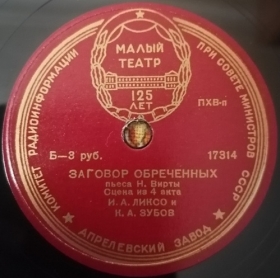 КОМИТЕТ РАДИОИНФОРМАЦИИ ПРИ СОВЕТЕ МИНИСТРОВ СССР
МАЛЫЙ
ТЕАТР
125
ЛЕТ
ПХВ-п
Б—3 руб.
17314
ЗАГОВОР ОБРЕЧЕННЫХ
пьеса Н. Вирты
Сцена из 4 акта
И. А. ЛИКСО и
К. А. ЗУБОВ
АПРЕЛЕВСКИЙ ЗАВОД